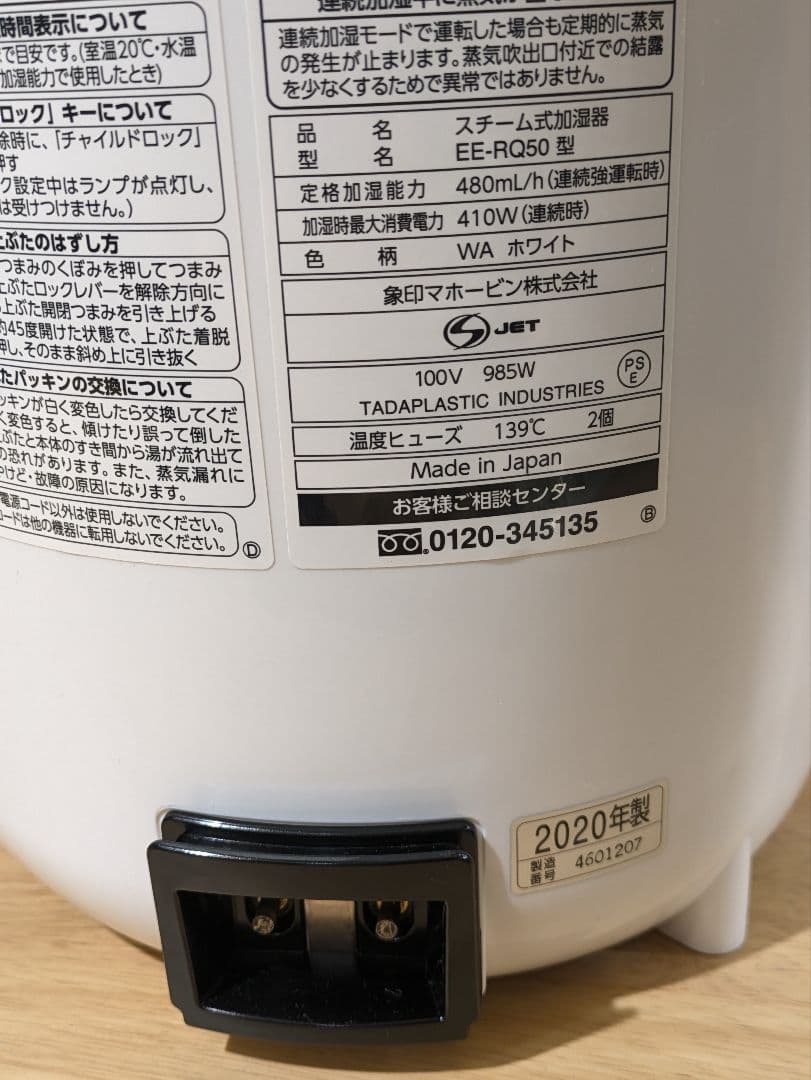 時間表示について
で目安です。(室温20℃・水温
加湿能力で使用したとき)
ロック」キーについて
除時に、「チャイルドロック」
押す
ク設定中はランプが点灯し、
は受けつけません。)
上ぶたのはずし方
つまみのくぼみを押してつまみ
上ぶたロックレバーを解除方向に
上ぶた開閉つまみを引き上げる
約45度開けた状態で、上ぶた着脱
押し、そのまま斜め上に引き抜く
たパッキンの交換について
ッキンが白く変色したら交換してくだ
く変色すると、傾けたり誤って倒した
ぶたと本体のすき間から湯が流れ出て
の恐れがあります。また、蒸気漏れに
やけど・故障の原因になります。
電源コード以外は使用しないでください。
コードは他の機器に転用しないでください。
D
連続加湿モードで運転した場合も定期的に蒸気
の発生が止まります。蒸気吹出口付近での結露
を少なくするためで異常ではありません。
品名 スチーム式加湿器
型名 EE-RQ50 型
定格加湿能力 480mL/h(連続強運転時)
加湿時最大消費電力 410W(連続時)
色柄 WA ホワイト
象印マホービン株式会社
S JET
100V 985W
PS
E
TADAPLASTIC INDUSTRIES
温度ヒューズ 139℃ 2個
Made in Japan
お客様ご相談センター
0120-345135
B
2020年製
製造番号 4601207